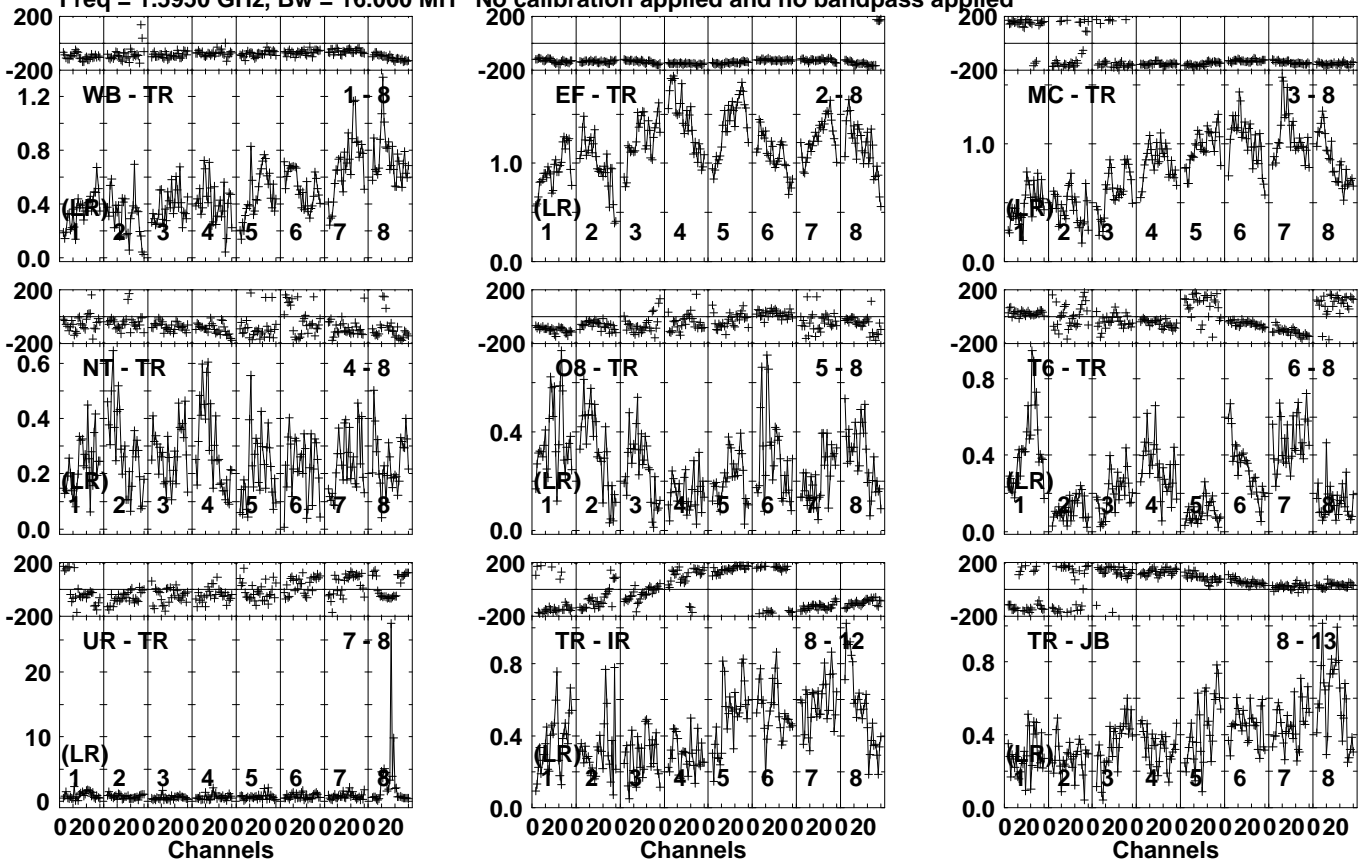 Freq = 1.5950 GHz, Bw = 16.000 MH No calibration applied and no bandpass applied
200
-200
WB - TR 1 - 8
1.2
0.8
0.4
0.0
(LR)
1 2 3 4 5 6 7 8
200
-200
EF - TR 2 - 8
1.0
0.0
(LR)
1 2 3 4 5 6 7 8
200
-200
MC - TR 3 - 8
1.0
0.0
(LR)
1 2 3 4 5 6 7 8
200
-200
NT - TR 4 - 8
0.6
0.4
0.2
0.0
(LR)
1 2 3 4 5 6 7 8
200
-200
O8 - TR 5 - 8
0.4
0.0
(LR)
1 2 3 4 5 6 7 8
200
-200
T6 - TR 6 - 8
0.8
0.4
0.0
(LR)
1 2 3 4 5 6 7 8
200
-200
UR - TR 7 - 8
20
10
0
(LR)
1 2 3 4 5 6 7 8
0 20 0 20 0 20 0 20 0 20 0 20 0 20 0 20
Channels
200
-200
TR - IR 8 - 12
0.8
0.4
0.0
(LR)
1 2 3 4 5 6 7 8
0 20 0 20 0 20 0 20 0 20 0 20 0 20 0 20
Channels
200
-200
TR - JB 8 - 13
0.8
0.4
0.0
(LR)
1 2 3 4 5 6 7 8
0 20 0 20 0 20 0 20 0 20 0 20 0 20 0 20
Channels